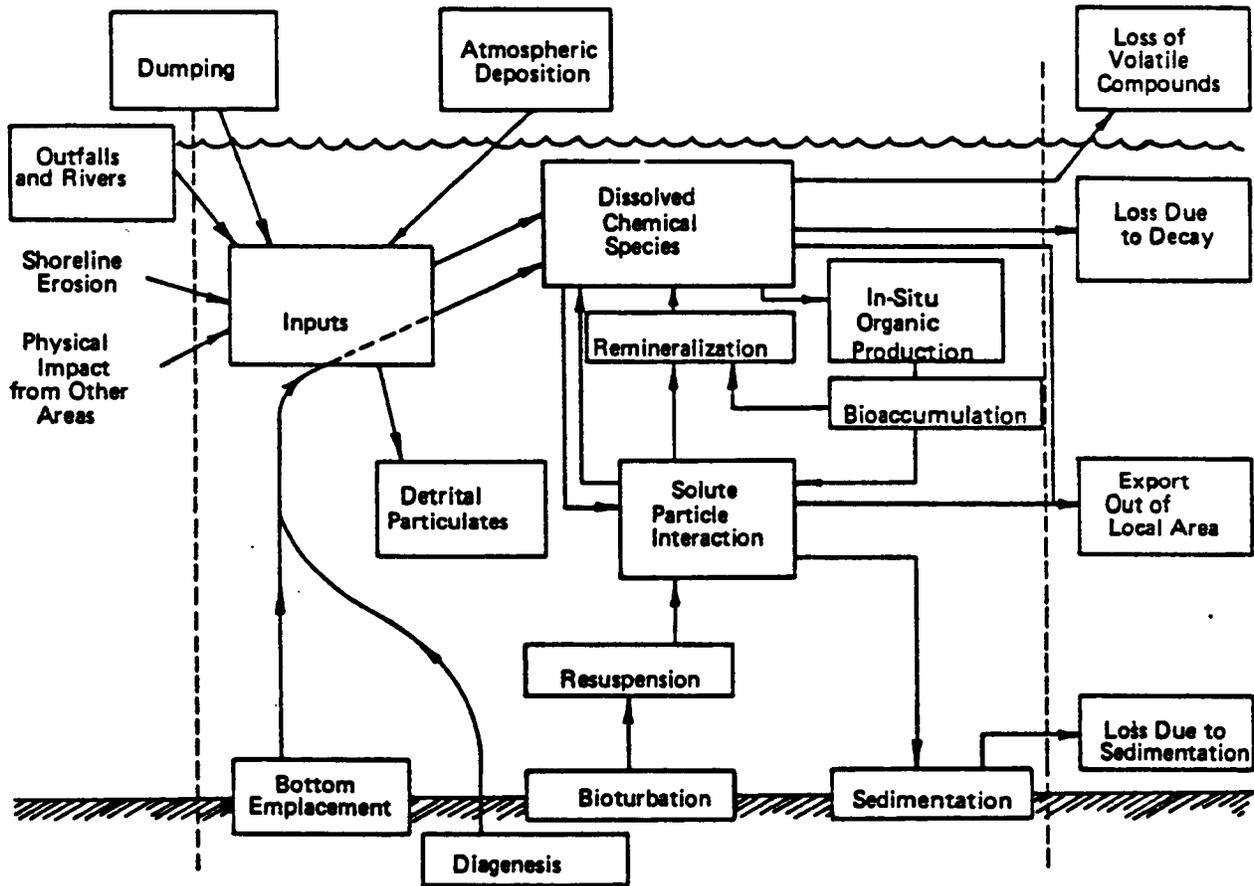 Dumping
Atmospheric
Deposition
Loss of
Volatile
Compounds
Outfalls
and Rivers
Dissolved
Chemical
Species
Loss Due
to Decay
Shoreline
Erosion
Inputs
In-Situ
Organic
Production
Physical
Impact
from Other
Areas
Remineralization
Bioaccumulation
Detrital
Particulates
Solute
Particle
Interaction
Export
Out of
Local Area
Resuspension
Loss Due to
Sedimentation
Bottom
Emplacement
Bioturbation
Sedimentation
Diagenesis